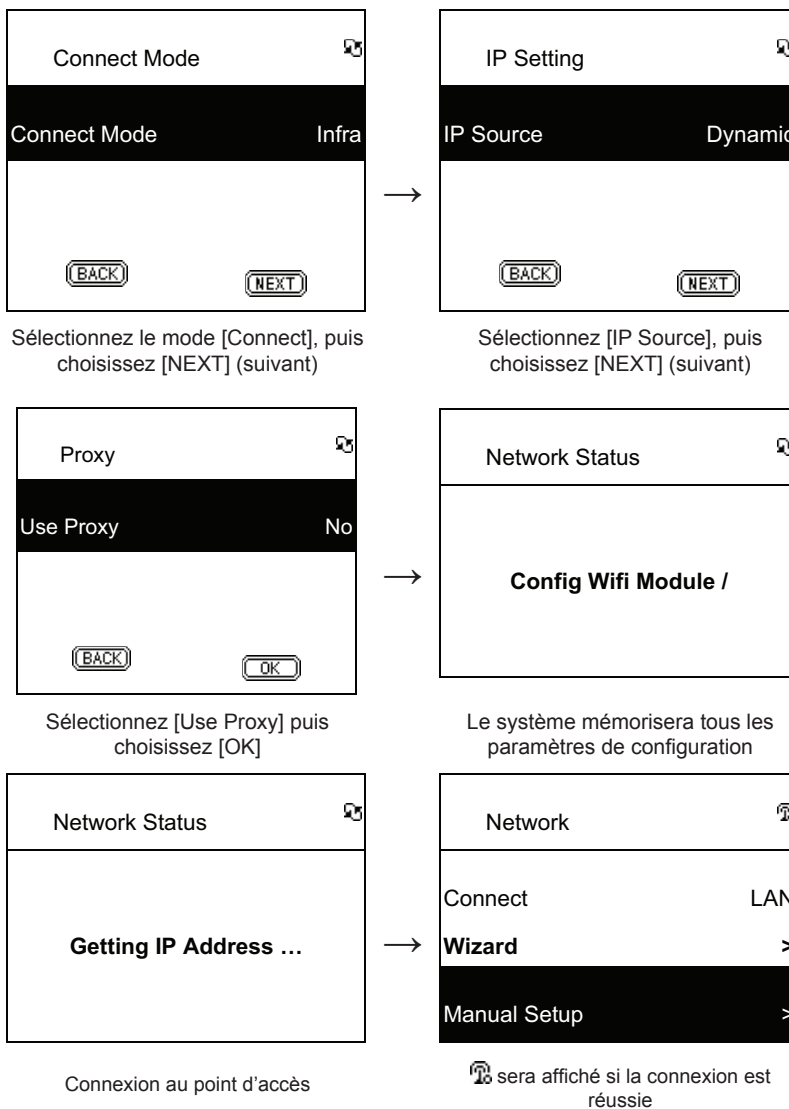 Connect Mode
Connect Mode Infra
BACK NEXT
Sélectionnez le mode [Connect], puis
choisissez [NEXT] (suivant)
→
IP Setting
IP Source Dynamic
BACK NEXT
Sélectionnez [IP Source], puis
choisissez [NEXT] (suivant)
Proxy
Use Proxy No
BACK OK
Sélectionnez [Use Proxy] puis
choisissez [OK]
→
Network Status
Config Wifi Module /
Le système mémorisera tous les
paramètres de configuration
Network Status
Getting IP Address …
Connexion au point d’accès
→
Network
Connect LAN
Wizard >
Manual Setup >
sera affiché si la connexion est
réussie